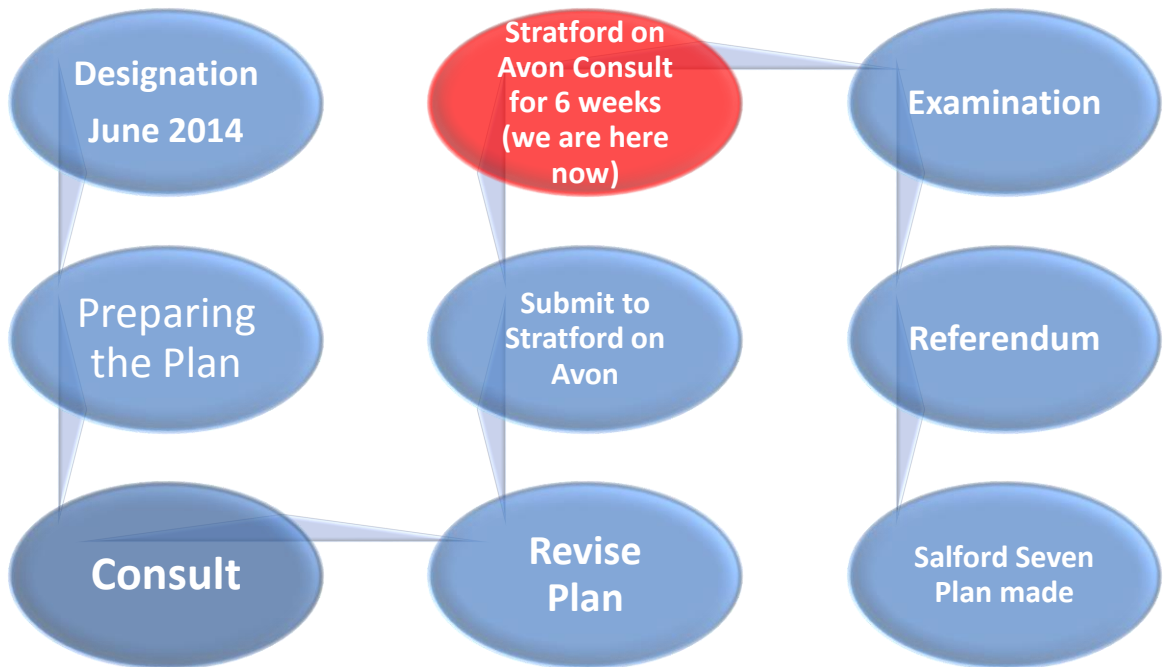 Designation
June 2014
Preparing
the Plan
Consult
Revise
Plan
Submit to
Stratford on
Avon
Stratford on
Avon Consult
for 6 weeks
(we are here
now)
Examination
Referendum
Salford Seven
Plan made